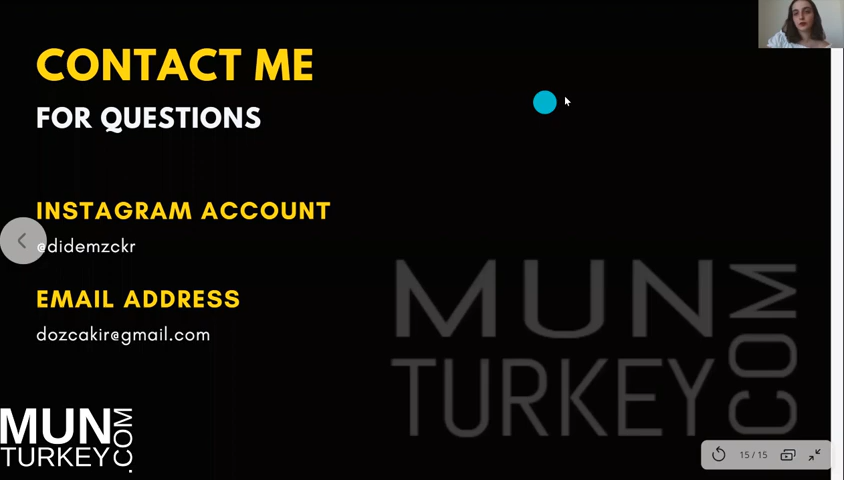 CONTACT ME
FOR QUESTIONS
INSTAGRAM ACCOUNT
@didemzckr
EMAIL ADDRESS
dozcakir@gmail.com
MUN
TURKEY
.COM
MUN
TURKEY
.COM
15 / 15